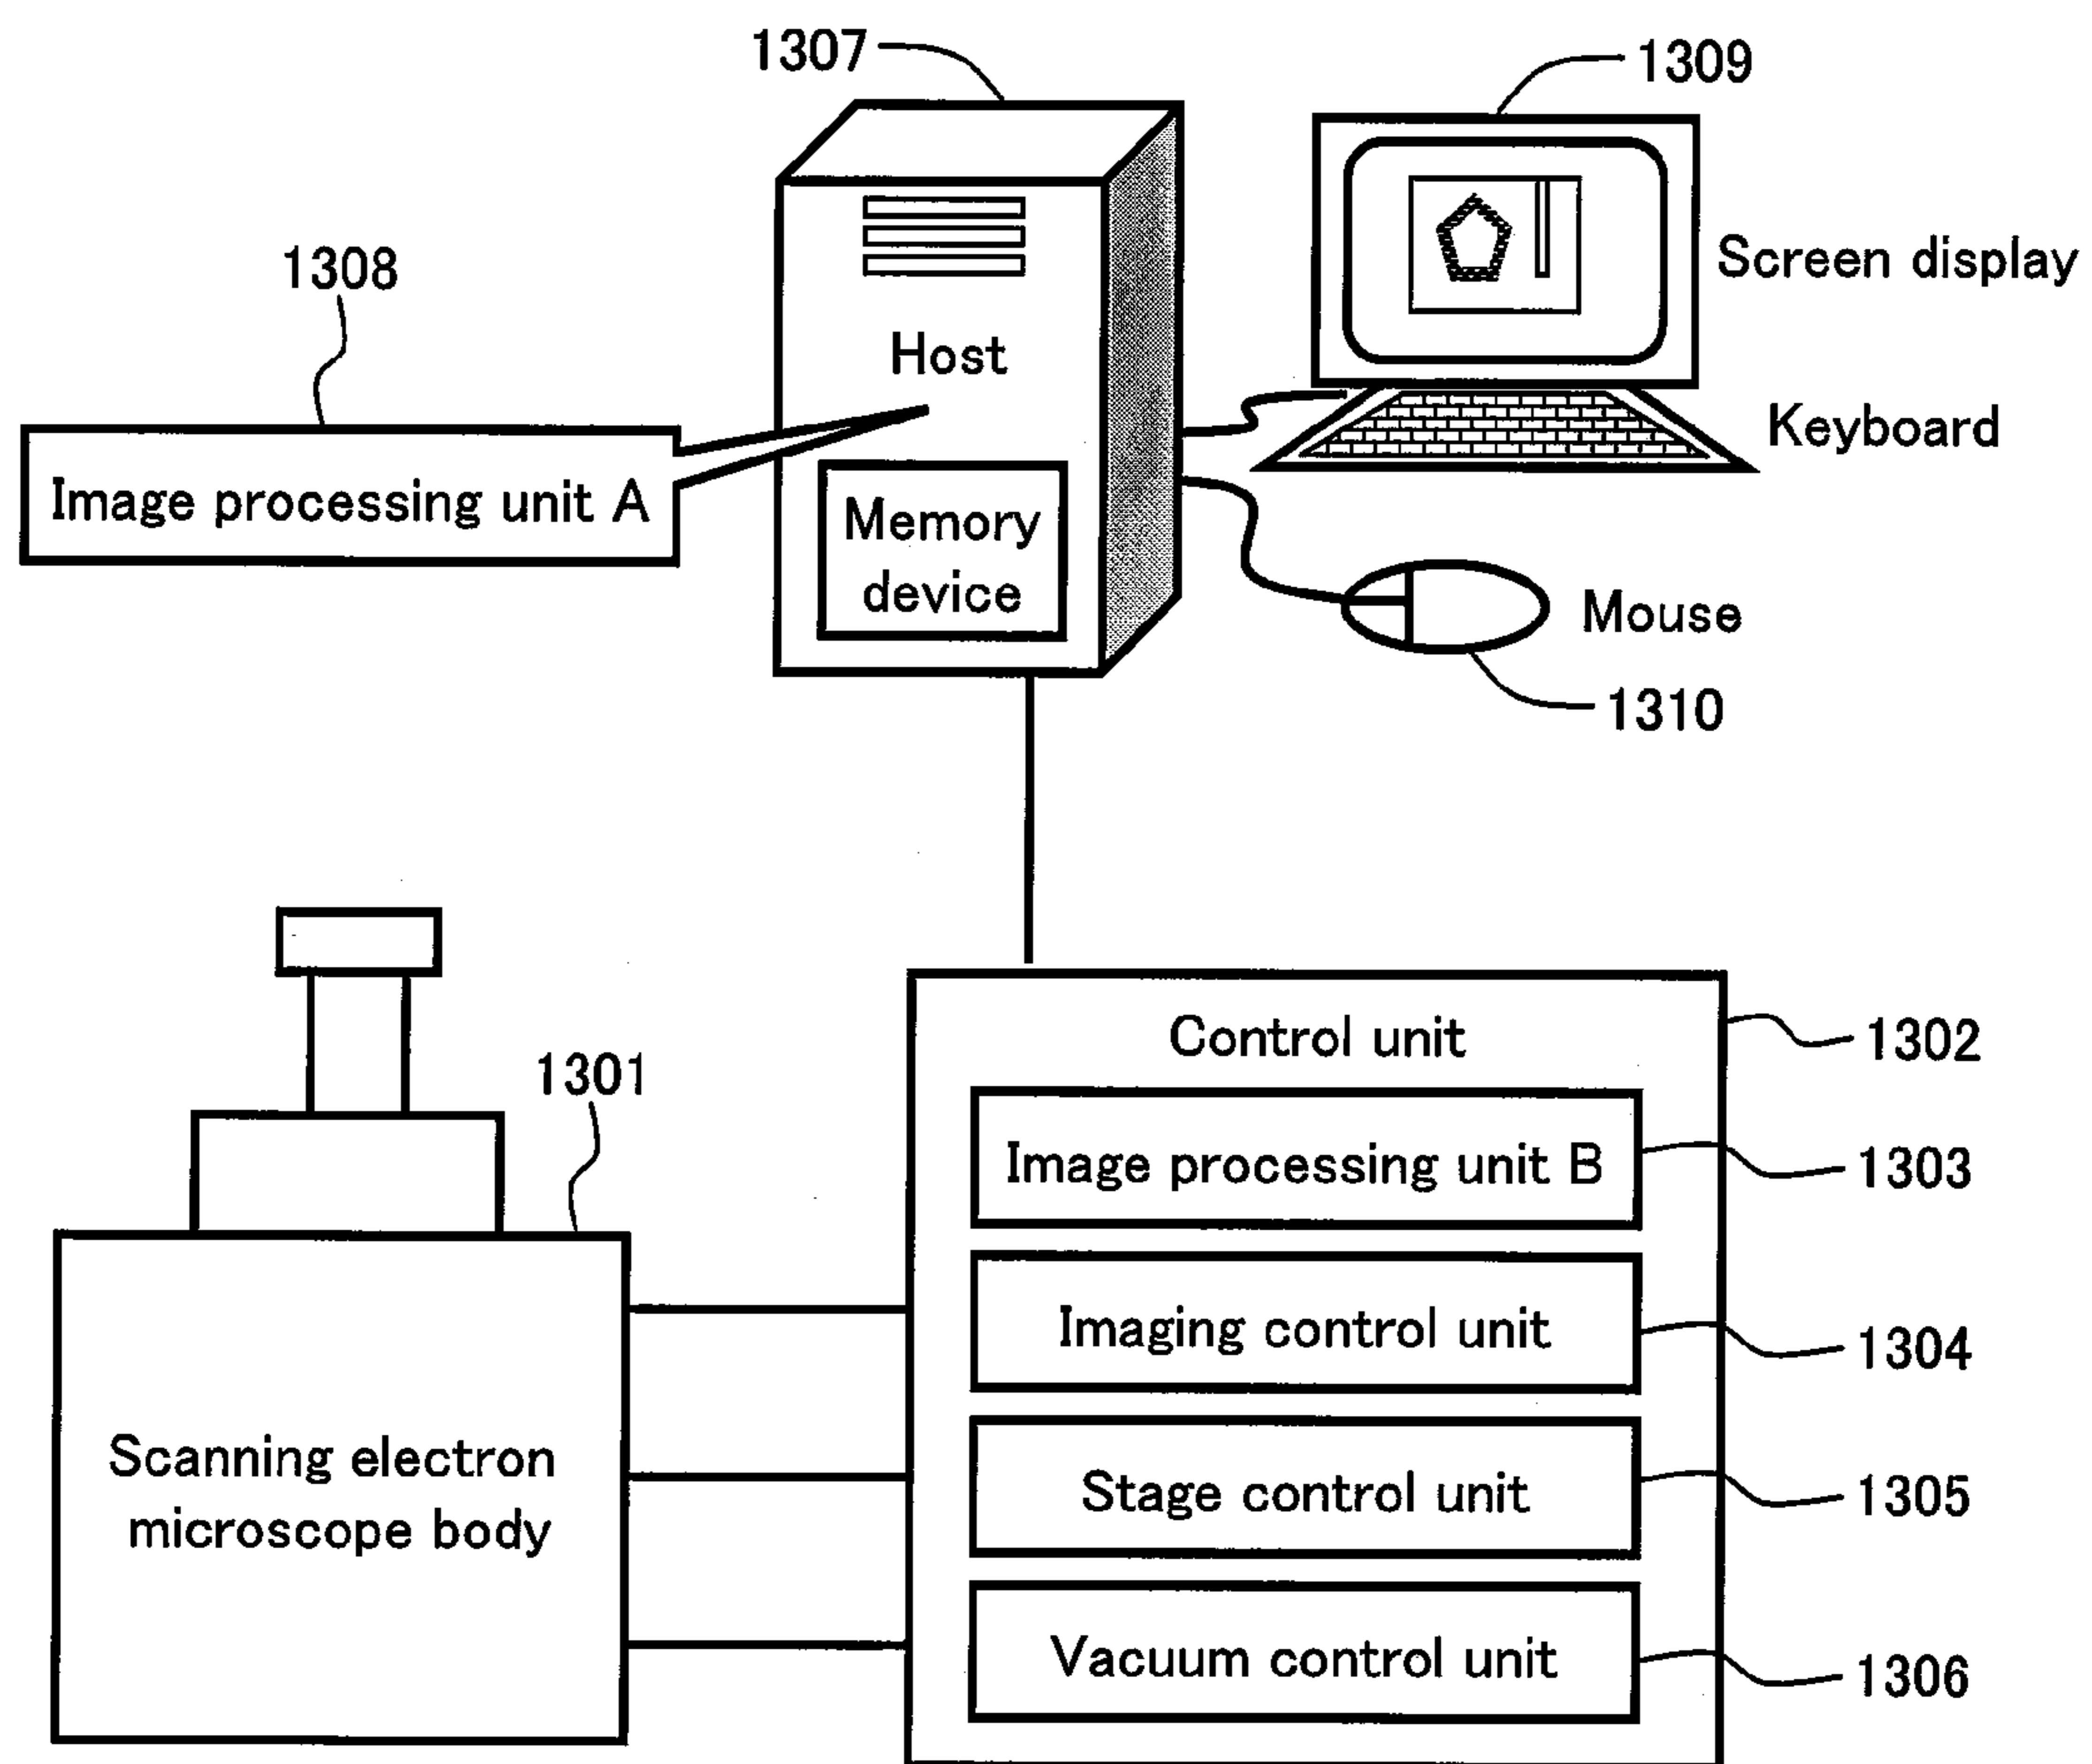 1307
1309
1308
Screen display
Host
Keyboard
Image processing unit A
Memory
device
Mouse
1310
Control unit
1302
1301
Image processing unit B
1303
Imaging control unit
1304
Scanning electron
microscope body
Stage control unit
1305
Vacuum control unit
1306